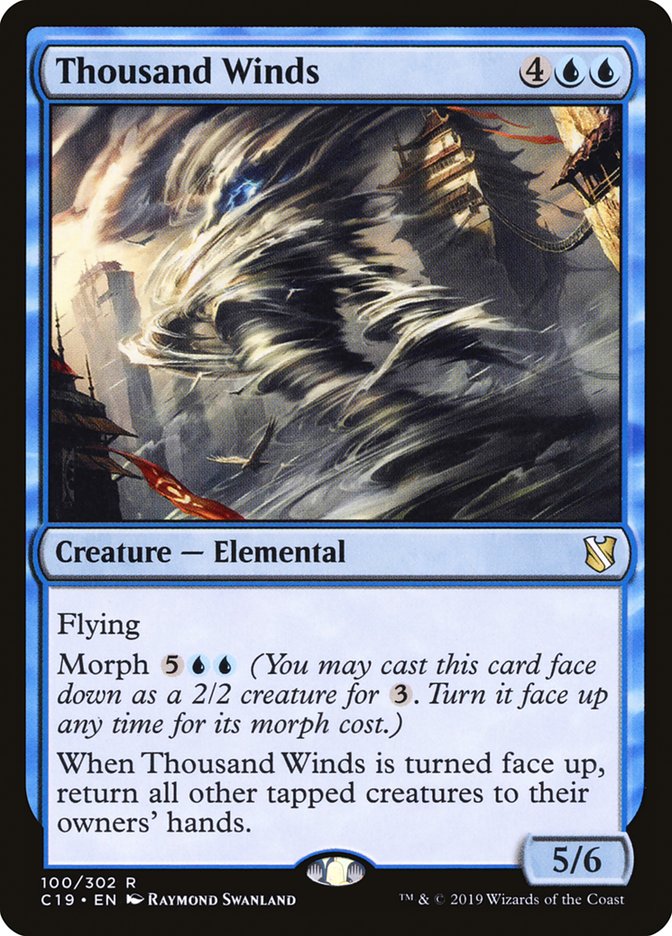 Thousand Winds 4
Creature — Elemental
Flying
Morph 5 (You may cast this card face
down as a 2/2 creature for 3. Turn it face up
any time for its morph cost.)
When Thousand Winds is turned face up,
return all other tapped creatures to their
owners' hands.
5/6
100/302 R
C19 • EN Raymond Swanland
™ & © 2019 Wizards of the Coast